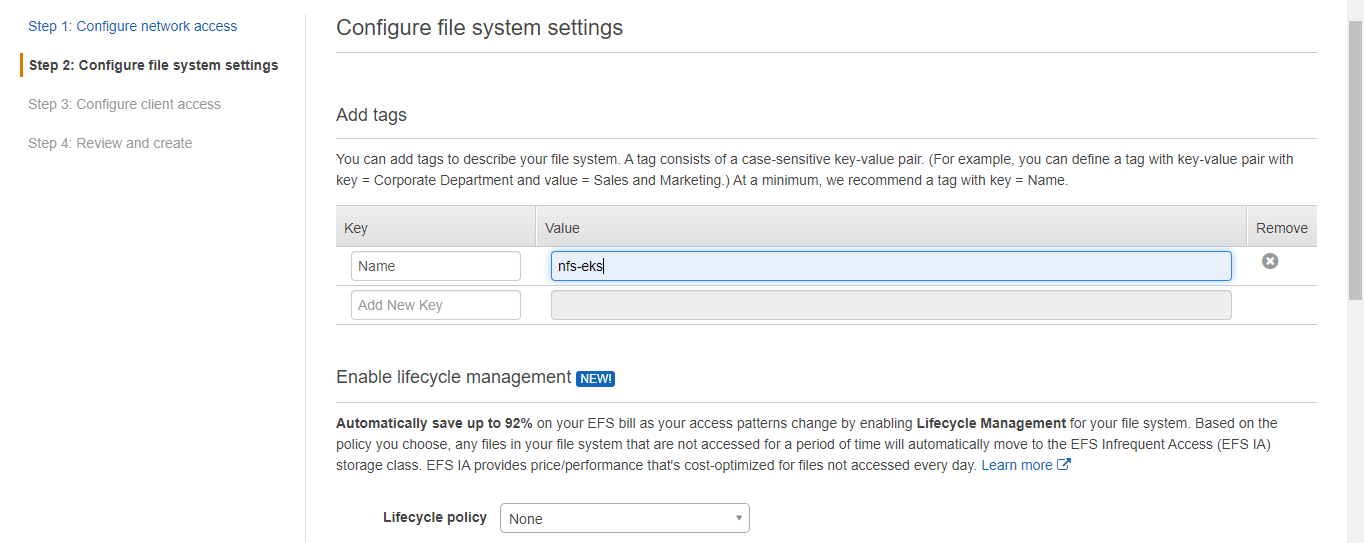 Step 1: Configure network access
Step 2: Configure file system settings
Step 3: Configure client access
Step 4: Review and create
Configure file system settings
Add tags
You can add tags to describe your file system. A tag consists of a case-sensitive key-value pair. (For example, you can define a tag with key-value pair with
key = Corporate Department and value = Sales and Marketing.) At a minimum, we recommend a tag with key = Name.
Key Value Remove
Name nfs-eks
Add New Key
Enable lifecycle management NEW!
Automatically save up to 92% on your EFS bill as your access patterns change by enabling Lifecycle Management for your file system. Based on the
policy you choose, any files in your file system that are not accessed for a period of time will automatically move to the EFS Infrequent Access (EFS IA)
storage class. EFS IA provides price/performance that's cost-optimized for files not accessed every day. Learn more
Lifecycle policy None